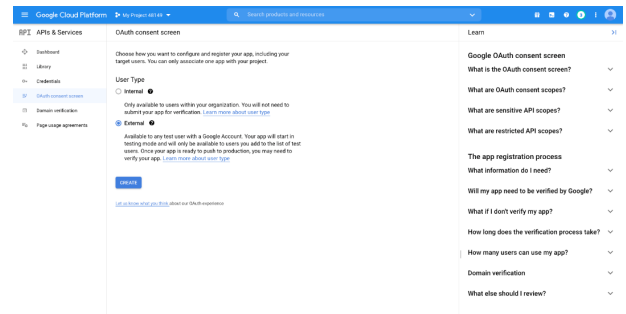 Google Cloud Platform
My Project 48149
Search products and resources
API APIs & Services
OAuth consent screen
Learn
Dashboard
Library
Credentials
OAuth consent screen
Domain verification
Page usage agreements
Choose how you want to configure and register your app, including your
target users. You can only associate one app with your project.
User Type
Internal
Only available to users within your organization. You will not need to
submit your app for verification. Learn more about user type
External
Available to any test user with a Google Account. Your app will start in
testing mode and will only be available to users you add to the list of test
users. Once your app is ready to push to production, you may need to
verify your app. Learn more about user type
CREATE
Let us know what you think about our OAuth experience
Google OAuth consent screen
What is the OAuth consent screen?
What are OAuth consent scopes?
What are sensitive API scopes?
What are restricted API scopes?
The app registration process
What information do I need?
Will my app need to be verified by Google?
What if I don't verify my app?
How long does the verification process take?
How many users can use my app?
Domain verification
What else should I review?